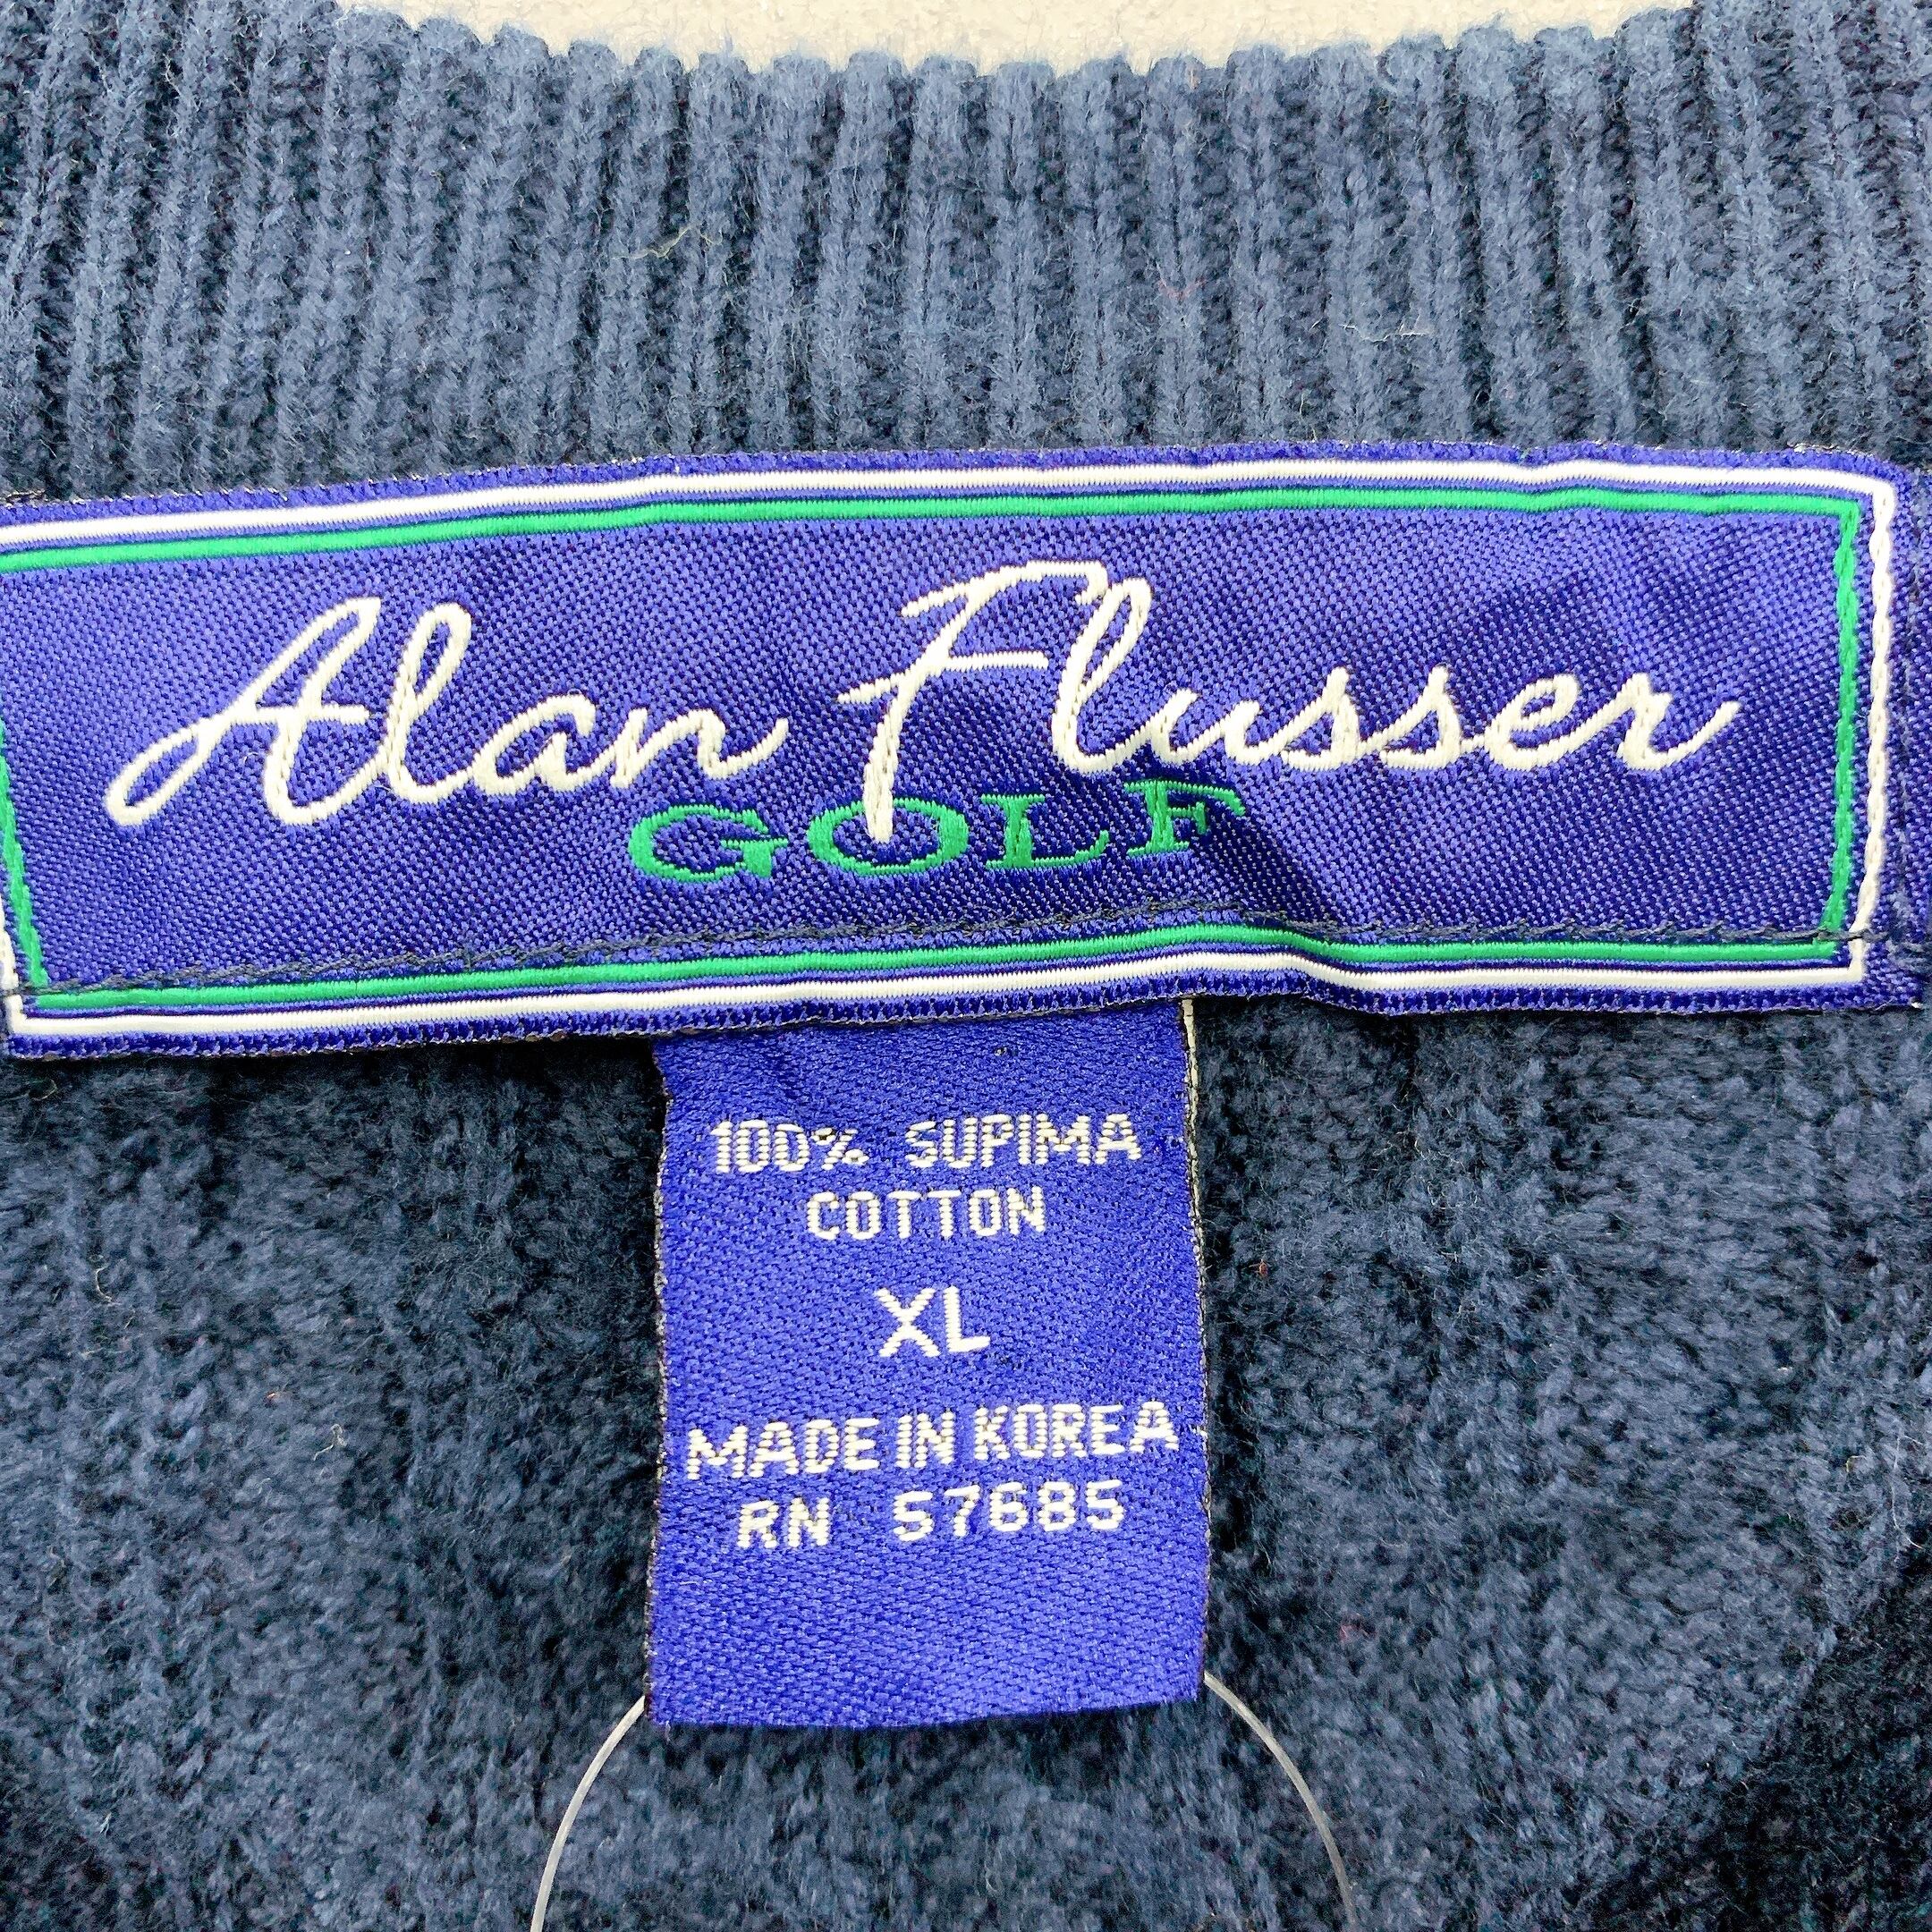 Alan Flusser
GOLF
100% SUPIMA
COTTON
XL
MADE IN KOREA
RN 57685